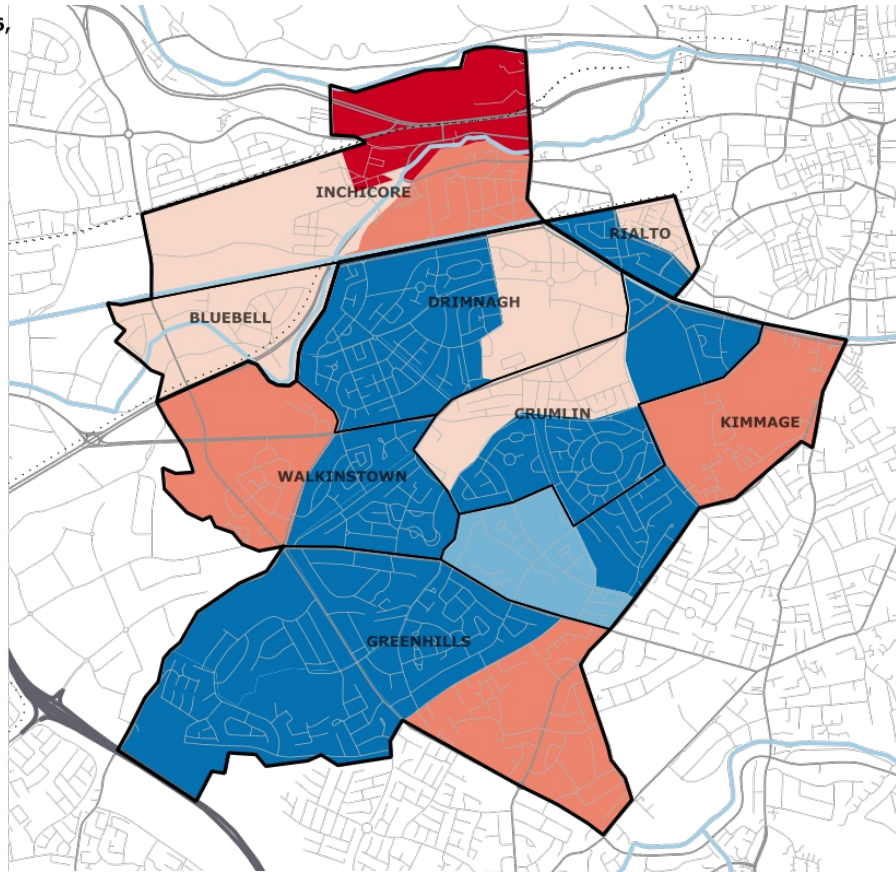 INCHICORE
RIALTO
DRIMNAGH
BLUEBELL
CRUMLIN
KIMMAGE
WALKINSTOWN
GREENHILLS